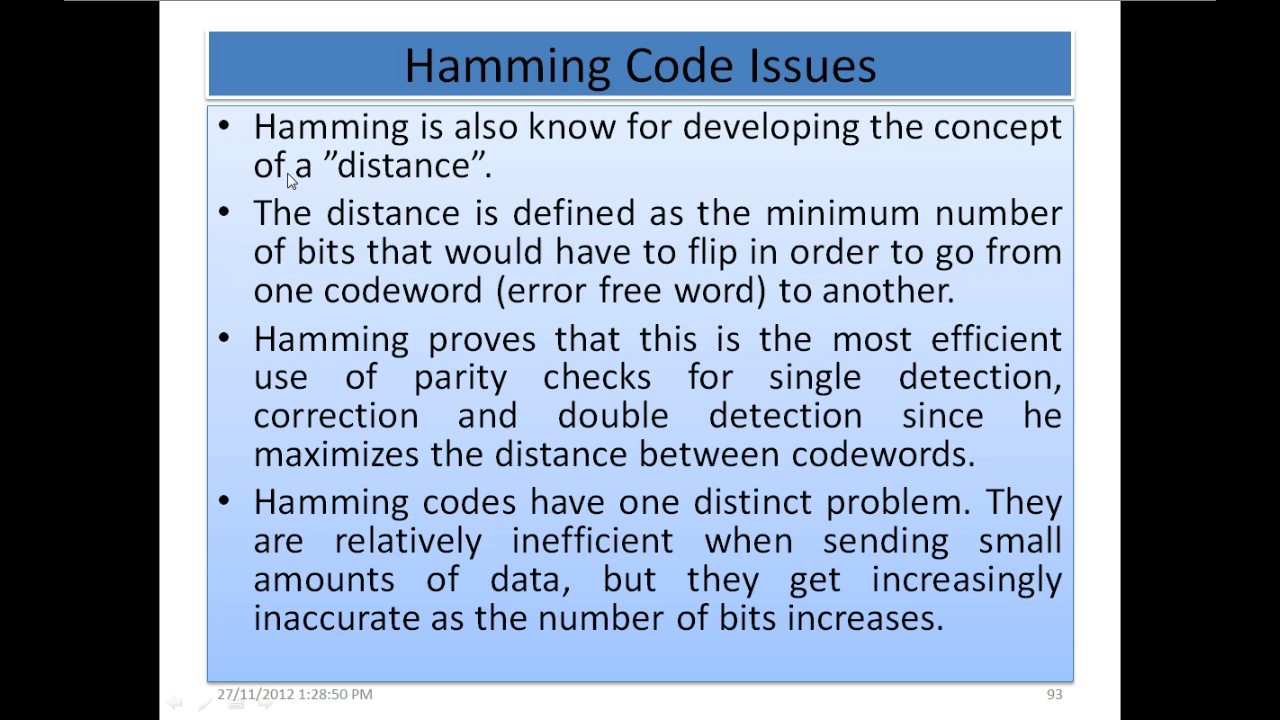 Hamming Code Issues
• Hamming is also know for developing the concept
of a ”distance”.
• The distance is defined as the minimum number
of bits that would have to flip in order to go from
one codeword (error free word) to another.
• Hamming proves that this is the most efficient
use of parity checks for single detection,
correction and double detection since he
maximizes the distance between codewords.
• Hamming codes have one distinct problem. They
are relatively inefficient when sending small
amounts of data, but they get increasingly
inaccurate as the number of bits increases.
27/11/2012 1:28:50 PM
93